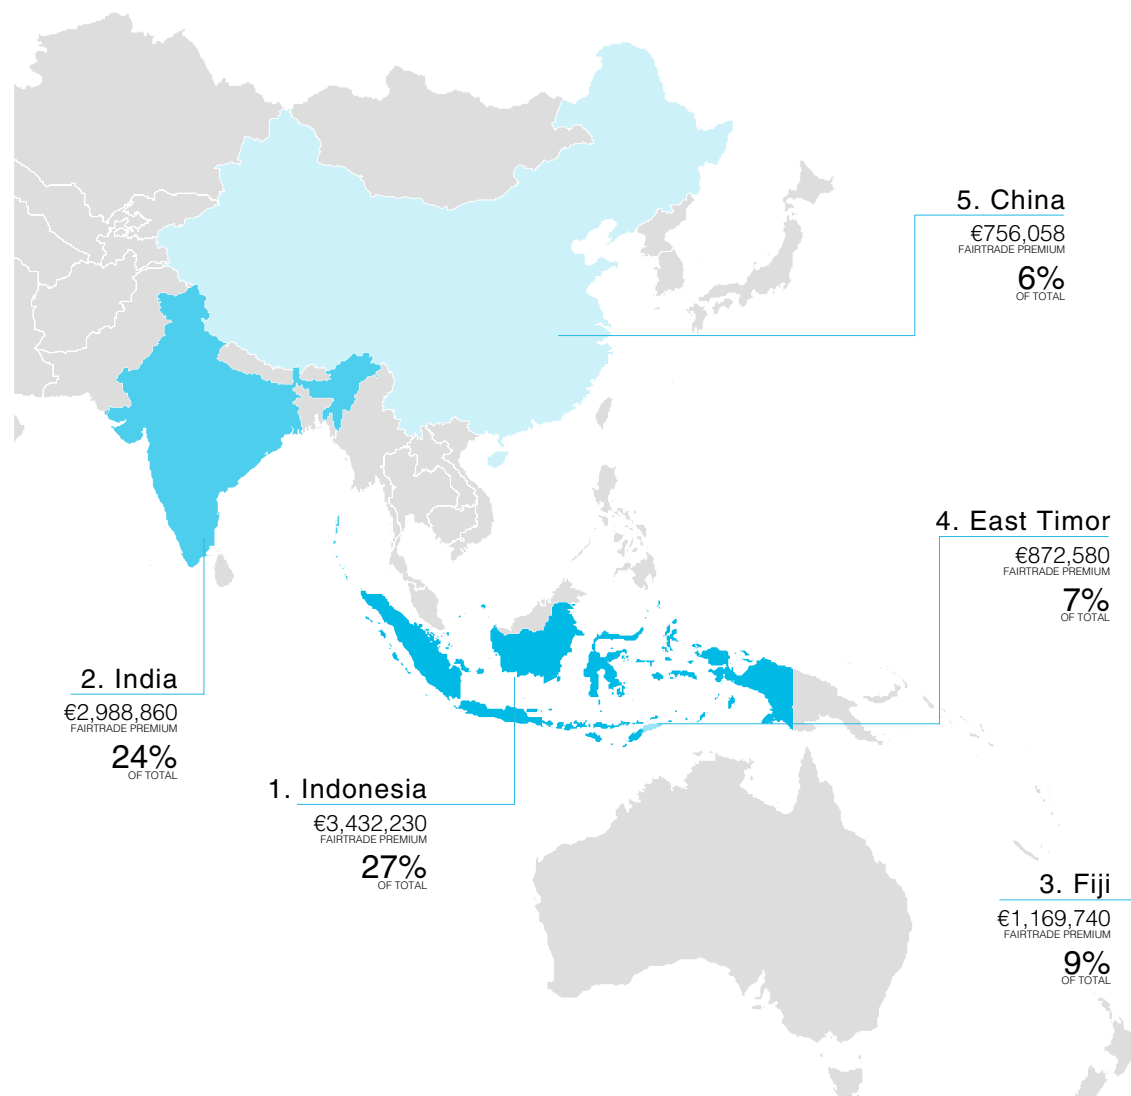 5. China
€756,058
FAIRTRADE PREMIUM
6%
OF TOTAL
4. East Timor
€872,580
FAIRTRADE PREMIUM
7%
OF TOTAL
2. India
€2,988,860
FAIRTRADE PREMIUM
24%
OF TOTAL
1. Indonesia
€3,432,230
FAIRTRADE PREMIUM
27%
OF TOTAL
3. Fiji
€1,169,740
FAIRTRADE PREMIUM
9%
OF TOTAL